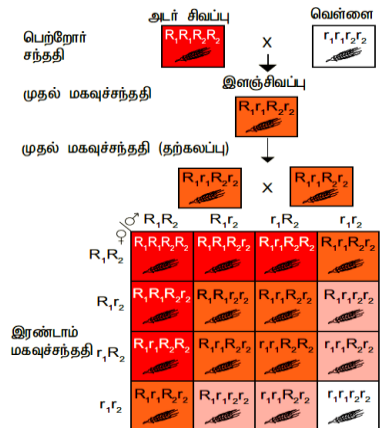 அடர் சிவப்பு வெள்ளை
பெற்றோர் சந்ததி R₁R₁R₂R₂ X r₁r₁r₂r₂
இளஞ்சிவப்பு
முதல் மகவுச்சந்ததி R₁r₁R₂r₂
முதல் மகவுச்சந்ததி (தற்கலப்பு)
R₁r₁R₂r₂ X R₁r₁R₂r₂
♂ R₁R₂ R₁r₂ r₁R₂ r₁r₂
♀
R₁R₂ R₁R₁R₂R₂ R₁R₁R₂r₂ R₁r₁R₂R₂ R₁r₁R₂r₂
R₁r₂ R₁R₁R₂r₂ R₁R₁r₂r₂ R₁r₁R₂r₂ R₁r₁r₂r₂
இரண்டாம் மகவுச்சந்ததி
r₁R₂ R₁r₁R₂R₂ R₁r₁R₂r₂ r₁r₁R₂R₂ r₁r₁R₂r₂
r₁r₂ R₁r₁R₂r₂ R₁r₁r₂r₂ r₁r₁R₂r₂ r₁r₁r₂r₂